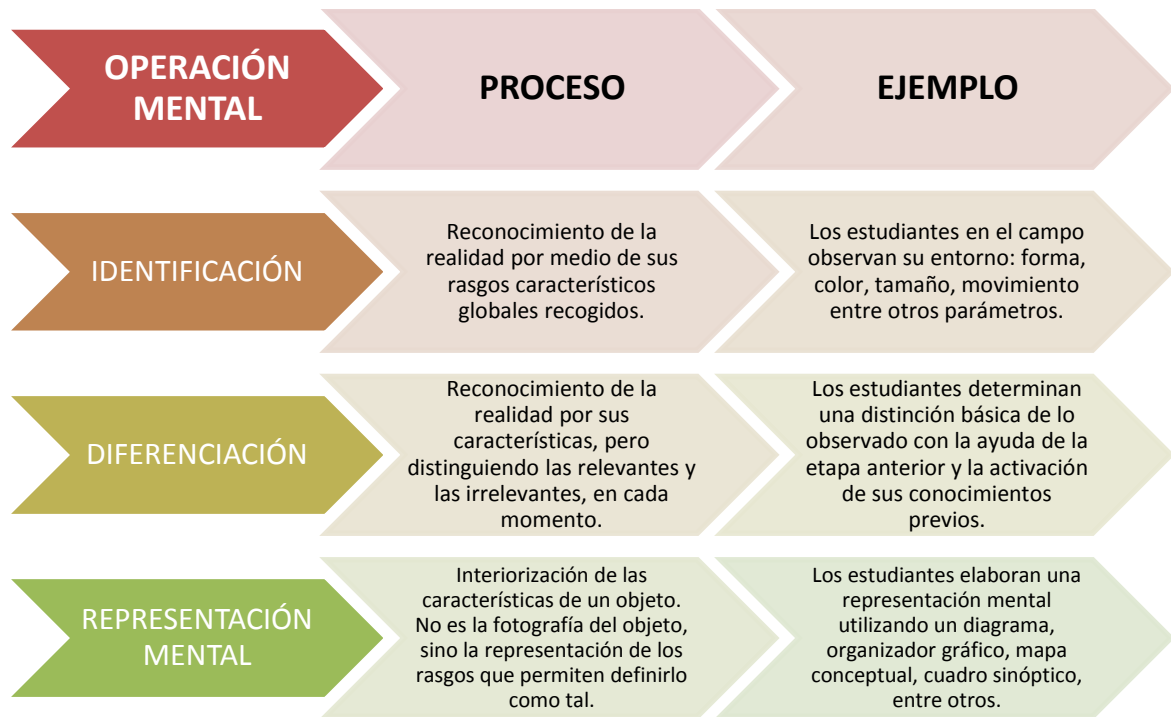 OPERACIÓN
MENTAL
PROCESO
EJEMPLO
IDENTIFICACIÓN
Reconocimiento de la
realidad por medio de sus
rasgos característicos
globales recogidos.
Los estudiantes en el campo
observan su entorno: forma,
color, tamaño, movimiento
entre otros parámetros.
DIFERENCIACIÓN
Reconocimiento de la
realidad por sus
características, pero
distinguiendo las relevantes y
las irrelevantes, en cada
momento.
Los estudiantes determinan
una distinción básica de lo
observado con la ayuda de la
etapa anterior y la activación
de sus conocimientos
previos.
REPRESENTACIÓN
MENTAL
Interiorización de las
características de un objeto.
No es la fotografía del objeto,
sino la representación de los
rasgos que permiten definirlo
como tal.
Los estudiantes elaboran una
representación mental
utilizando un diagrama,
organizador gráfico, mapa
conceptual, cuadro sinóptico,
entre otros.